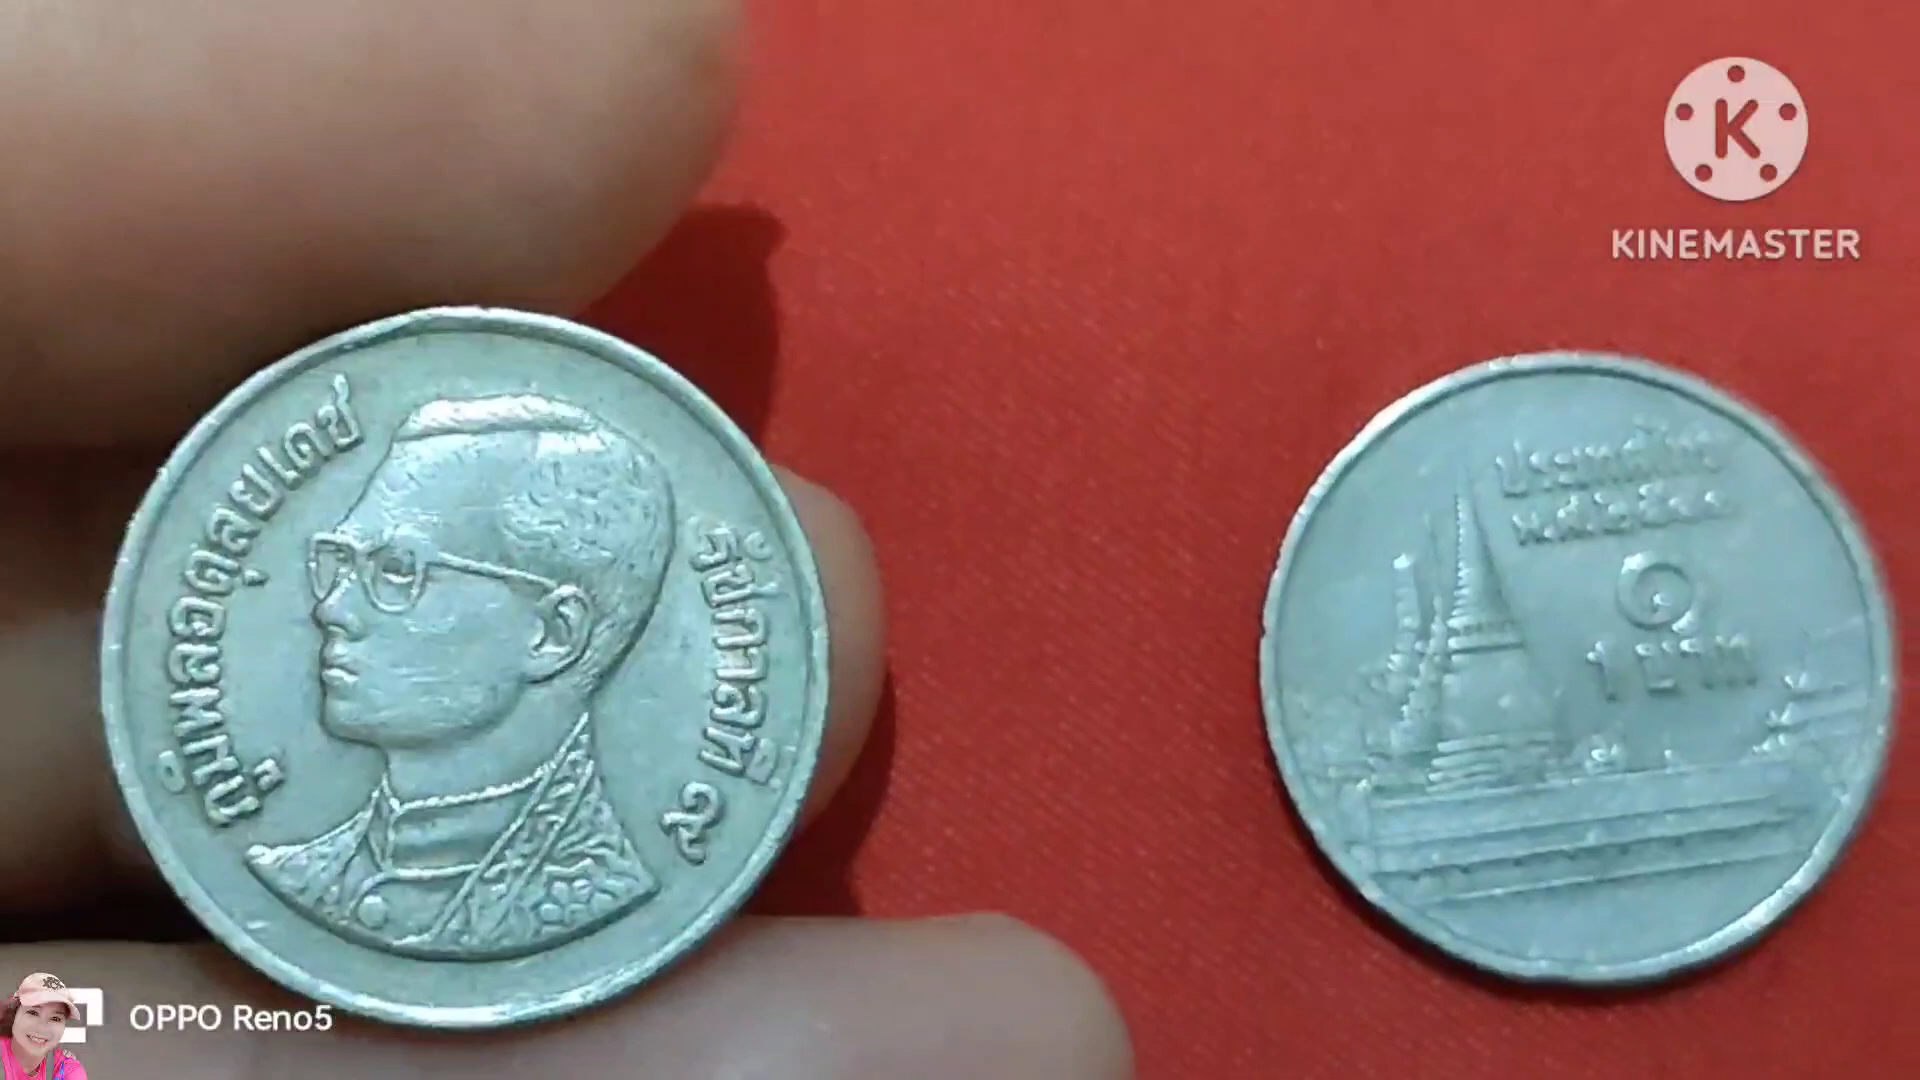 K
KINEMASTER
ภูมิพลอดุลยเดช
รัชกาลที่ ๙
ประเทศไทย
๑
1 บาท
OPPO Reno5